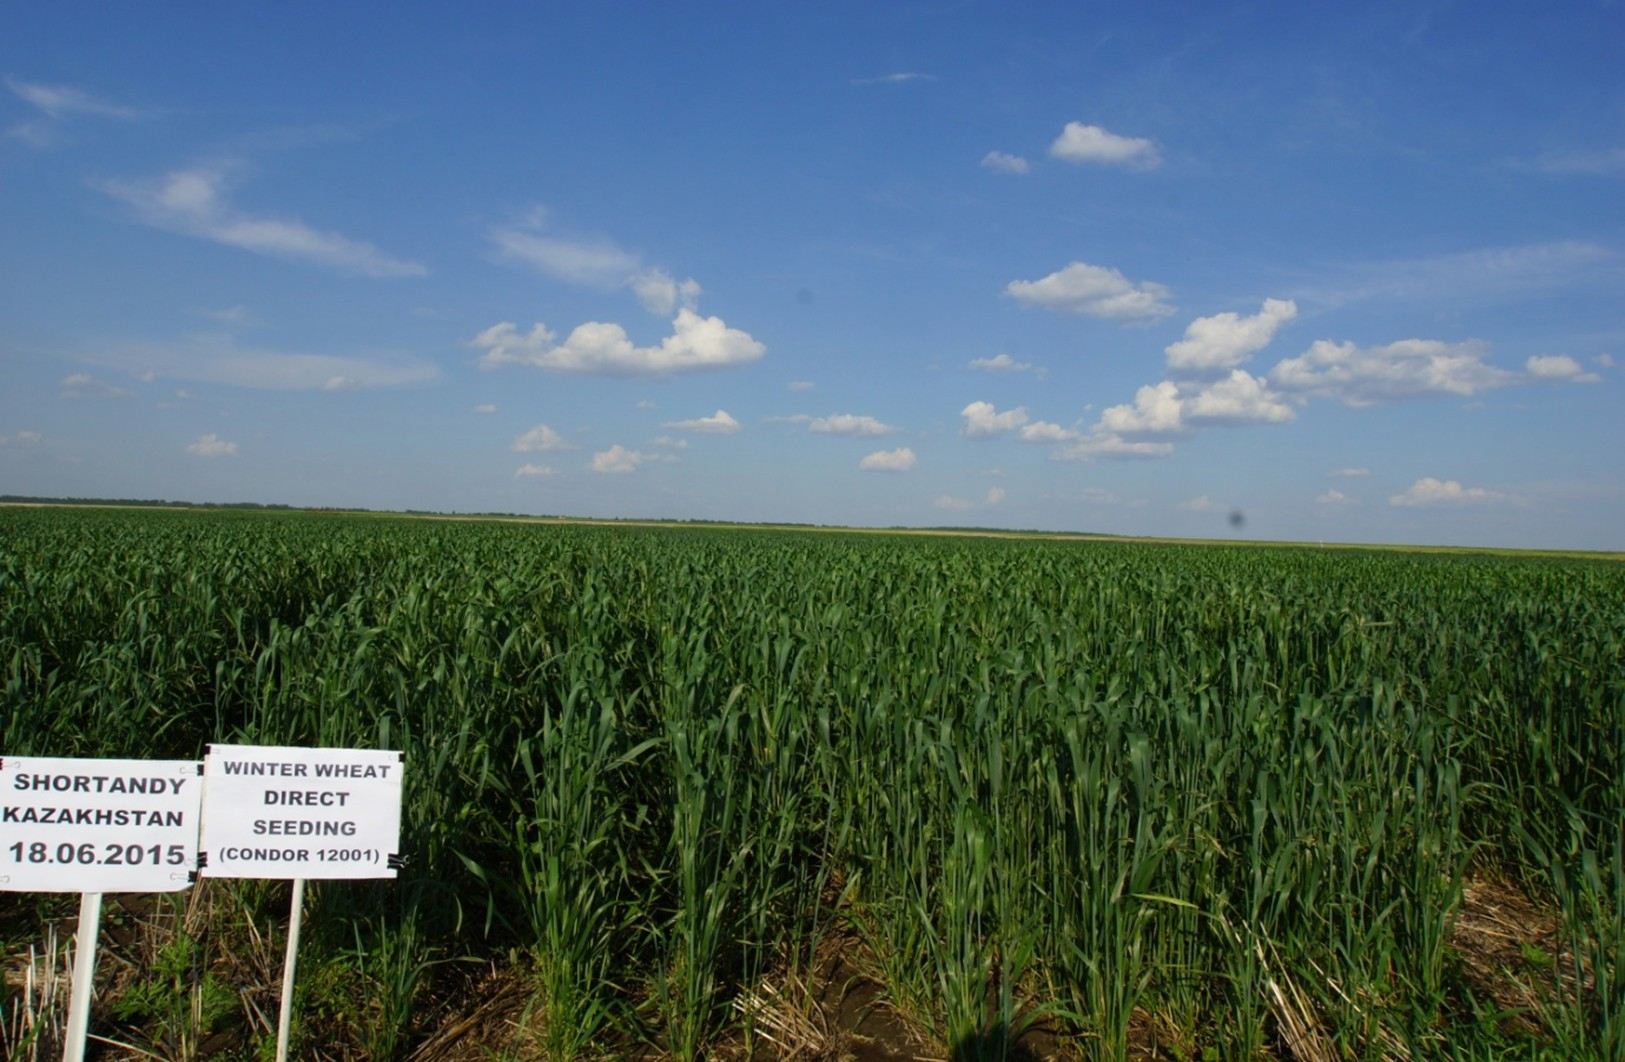 SHORTANDY
KAZAKHSTAN
18.06.2015
WINTER WHEAT
DIRECT
SEEDING
(CONDOR 12001)